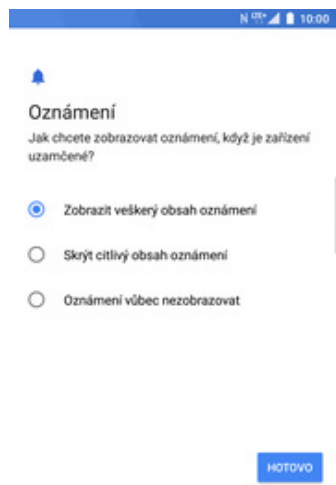 N LTE 10:00
Oznámení
Jak chcete zobrazovat oznámení, když je zařízení
uzamčené?
Zobrazit veškerý obsah oznámení
Skrýt citlivý obsah oznámení
Oznámení vůbec nezobrazovat
HOTOVO